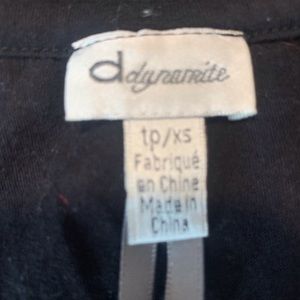 d dynamite
tp/xs
Fabriqué
en Chine
Made in
China